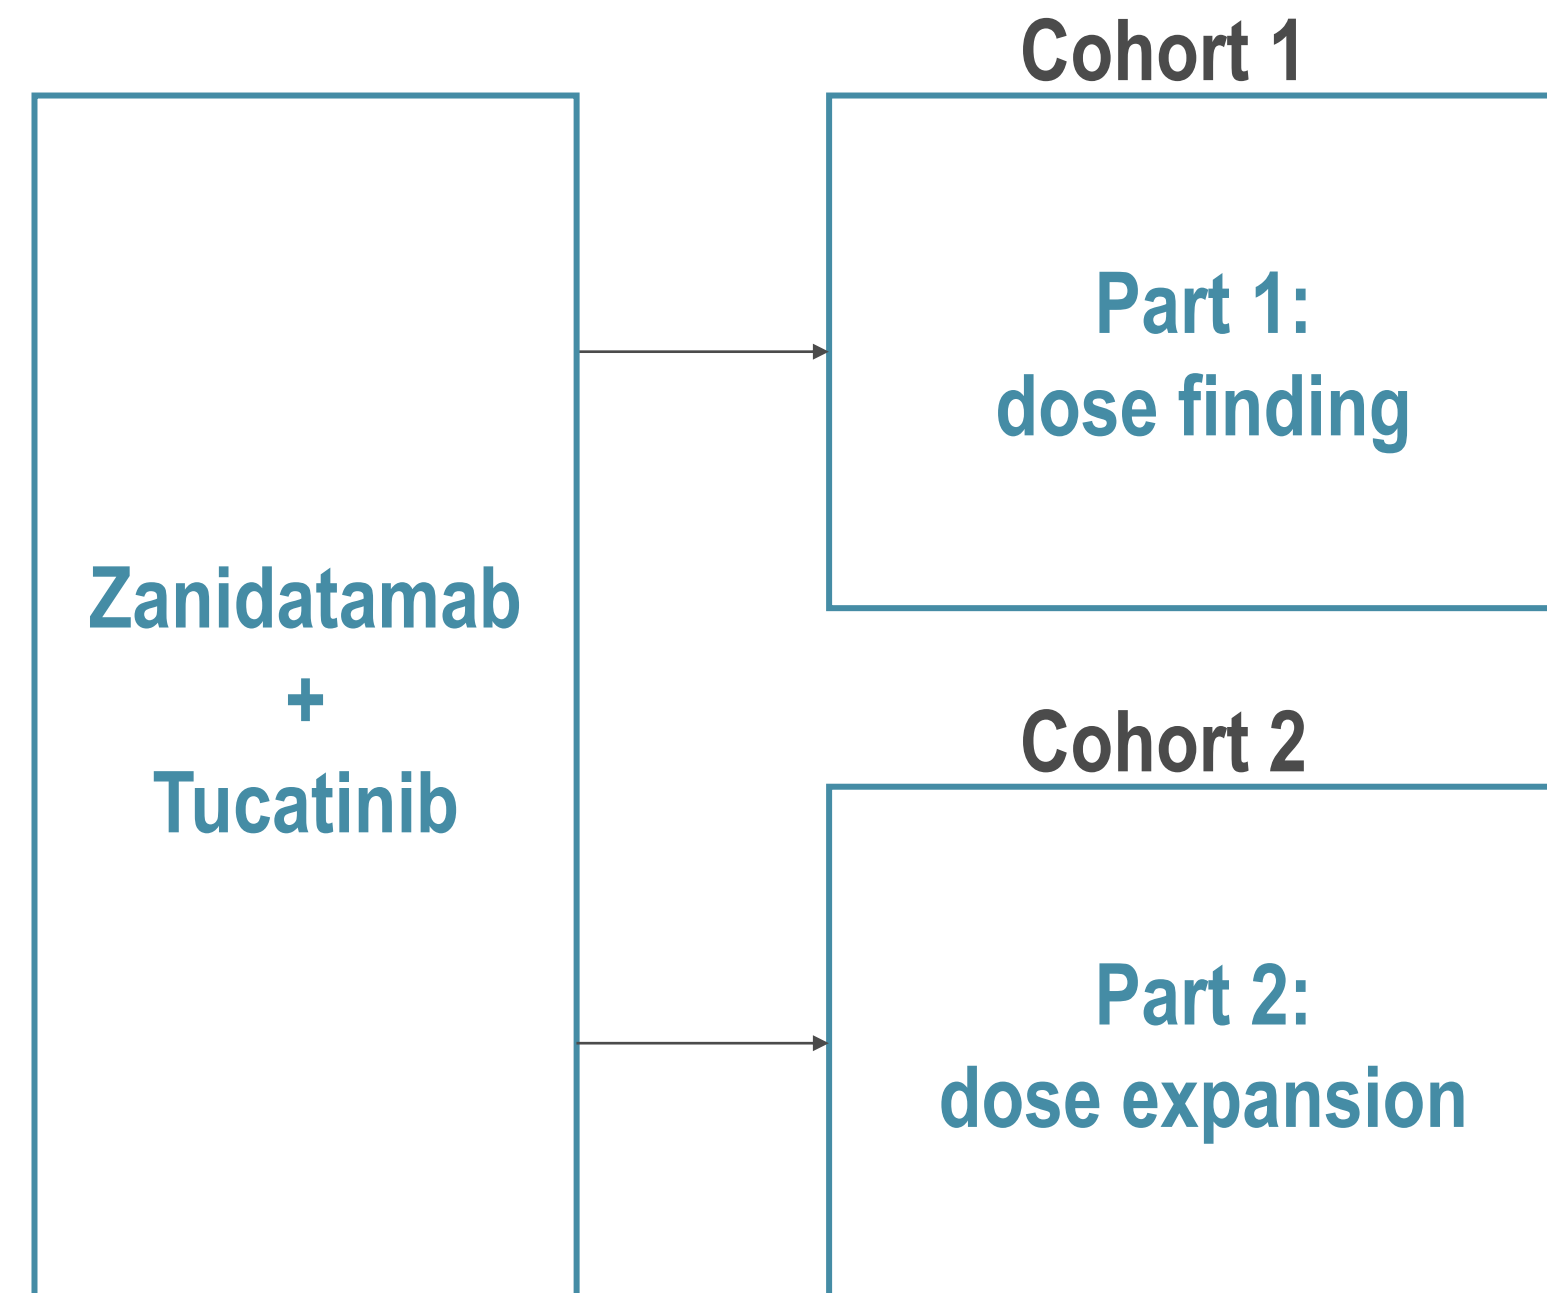 Cohort 1
Part 1:
dose finding
Zanidatamab
+
Tucatinib
Cohort 2
Part 2:
dose expansion